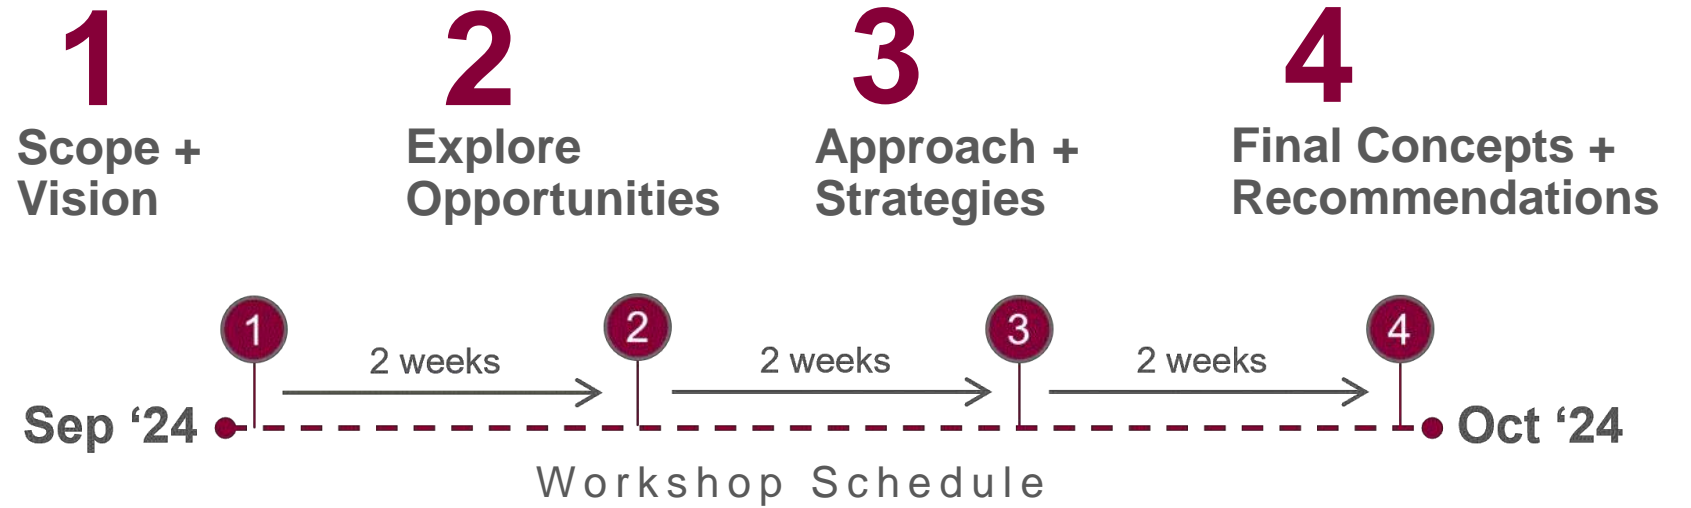 1
Scope +
Vision
2
Explore
Opportunities
3
Approach +
Strategies
4
Final Concepts +
Recommendations
1
2 weeks
2
2 weeks
3
2 weeks
4
Sep ‘24
Oct ‘24
Workshop Schedule